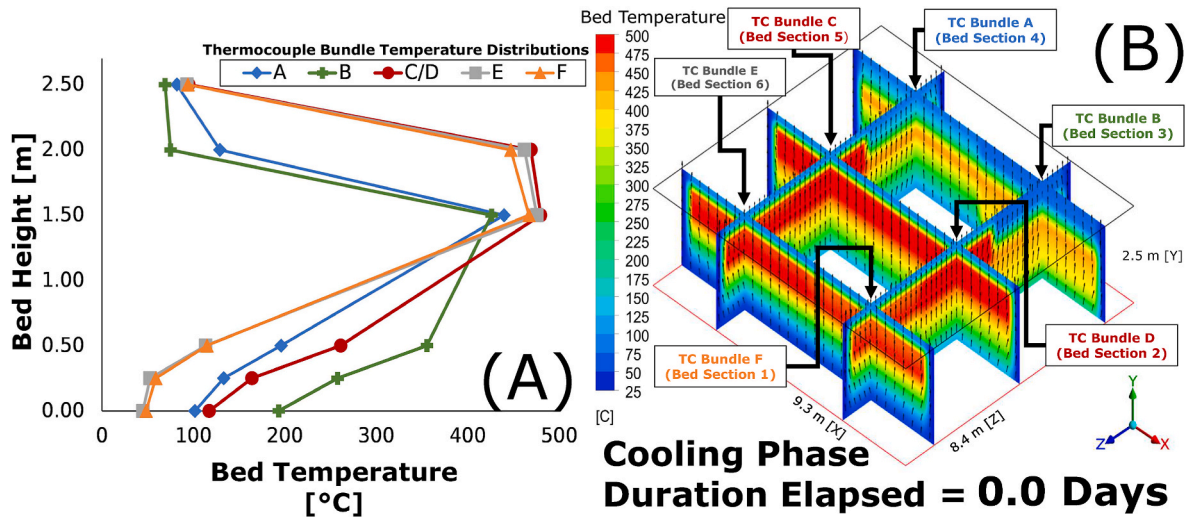 Thermocouple Bundle Temperature Distributions
A B C/D E F
2.50
2.00
1.50
1.00
0.50
0.00
Bed Height [m]
0 100 200 300 400 500
Bed Temperature
[°C]
(A)
Bed Temperature
500
475
450
425
400
375
350
325
300
275
250
225
200
175
150
125
100
75
50
25
[C]
TC Bundle C
(Bed Section 5)
TC Bundle A
(Bed Section 4)
(B)
TC Bundle E
(Bed Section 6)
TC Bundle B
(Bed Section 3)
2.5 m [Y]
TC Bundle F
(Bed Section 1)
TC Bundle D
(Bed Section 2)
9.3 m [X]
8.4 m [Z]
Y
Z
X
Cooling Phase
Duration Elapsed = 0.0 Days